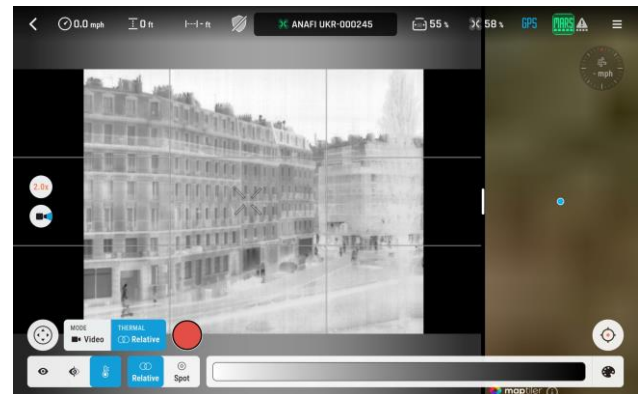 0.0 mph
0 ft
- ft
ANAFI UKR-000245
55 %
58 %
GPS
MARS
- mph
2.0x
MODE
Video
THERMAL
Relative
Relative
Spot
maptiler